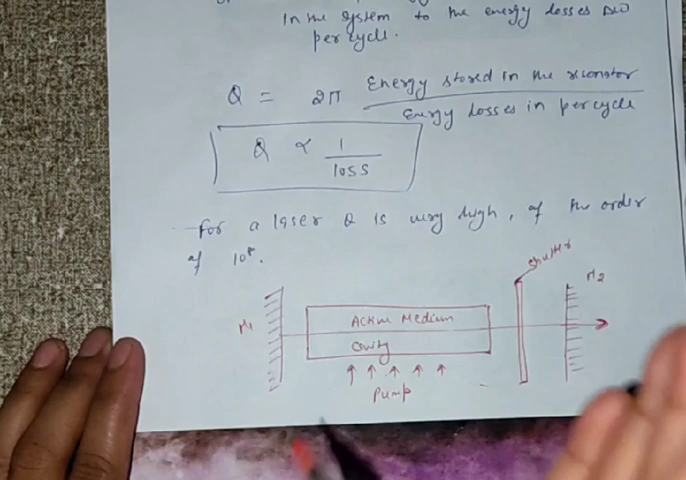 In the system to the energy losses
per cycle.
Q = 2π Energy stored in the resonator
Energy losses in per cycle
Q ∝ 1
loss
For a laser Q is very high, of the order
of 10⁸.
shutter
M2
M1
Active Medium
Cavity
Pump